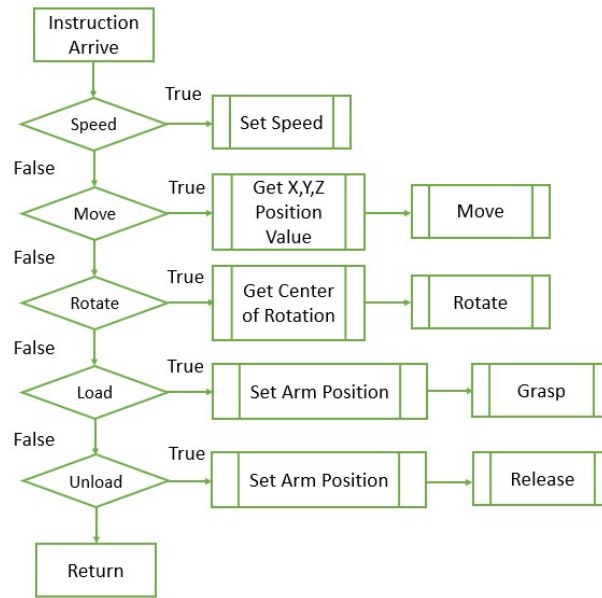 Instruction
Arrive
True
Speed
Set Speed
False
True
Move
Get X,Y,Z
Position
Value
Move
False
True
Rotate
Get Center
of Rotation
Rotate
False
True
Load
Set Arm Position
Grasp
False
True
Unload
Set Arm Position
Release
Return